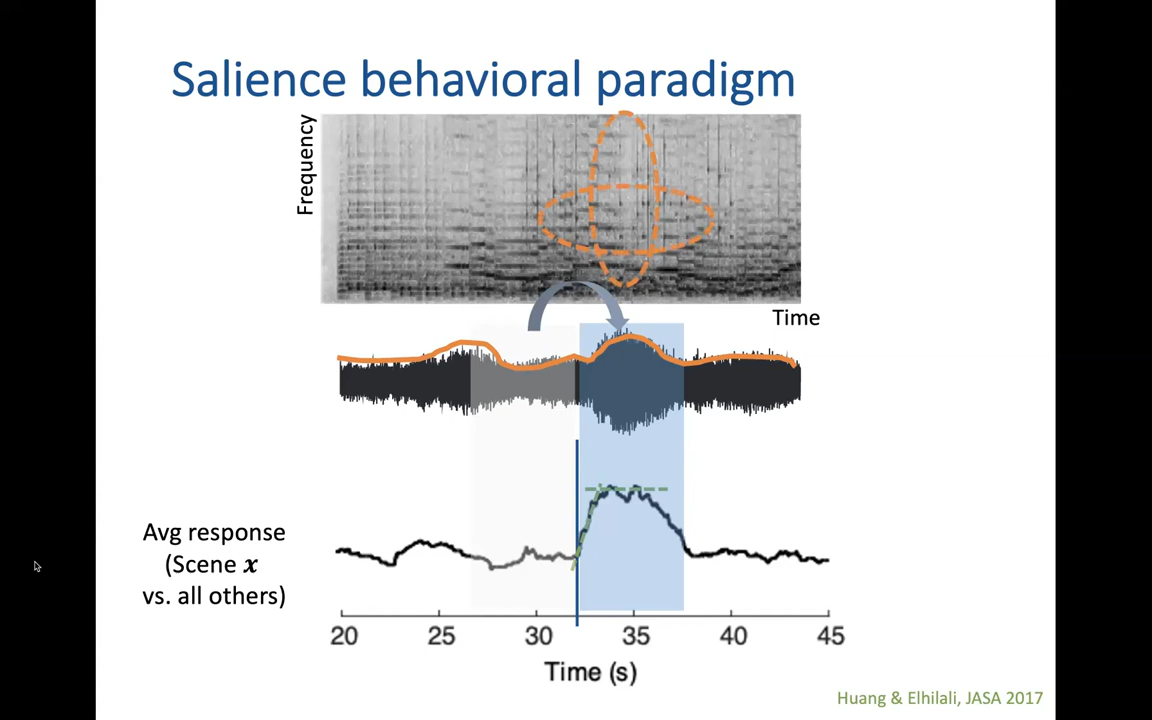 Salience behavioral paradigm
Frequency
Time
Avg response
(Scene x
vs. all others)
20 25 30 35 40 45
Time (s)
Huang & Elhilali, JASA 2017